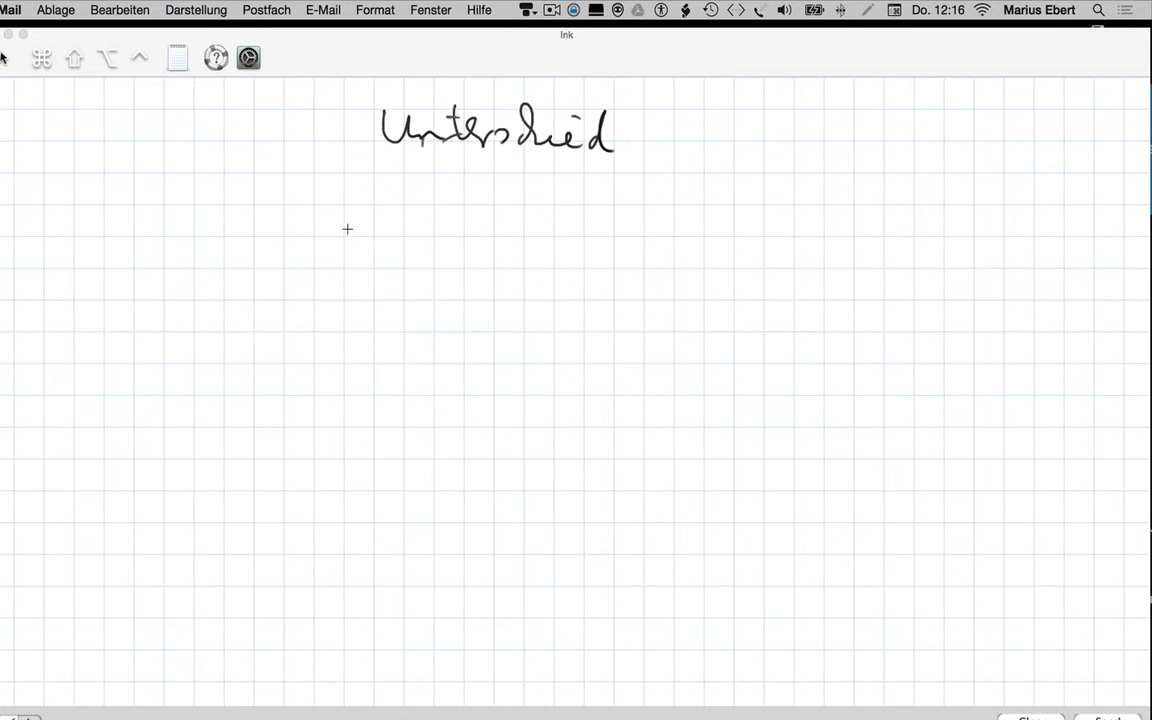 Mail Ablage Bearbeiten Darstellung Postfach E-Mail Format Fenster Hilfe Do. 12:16 Marius Ebert
Ink
Unterschied